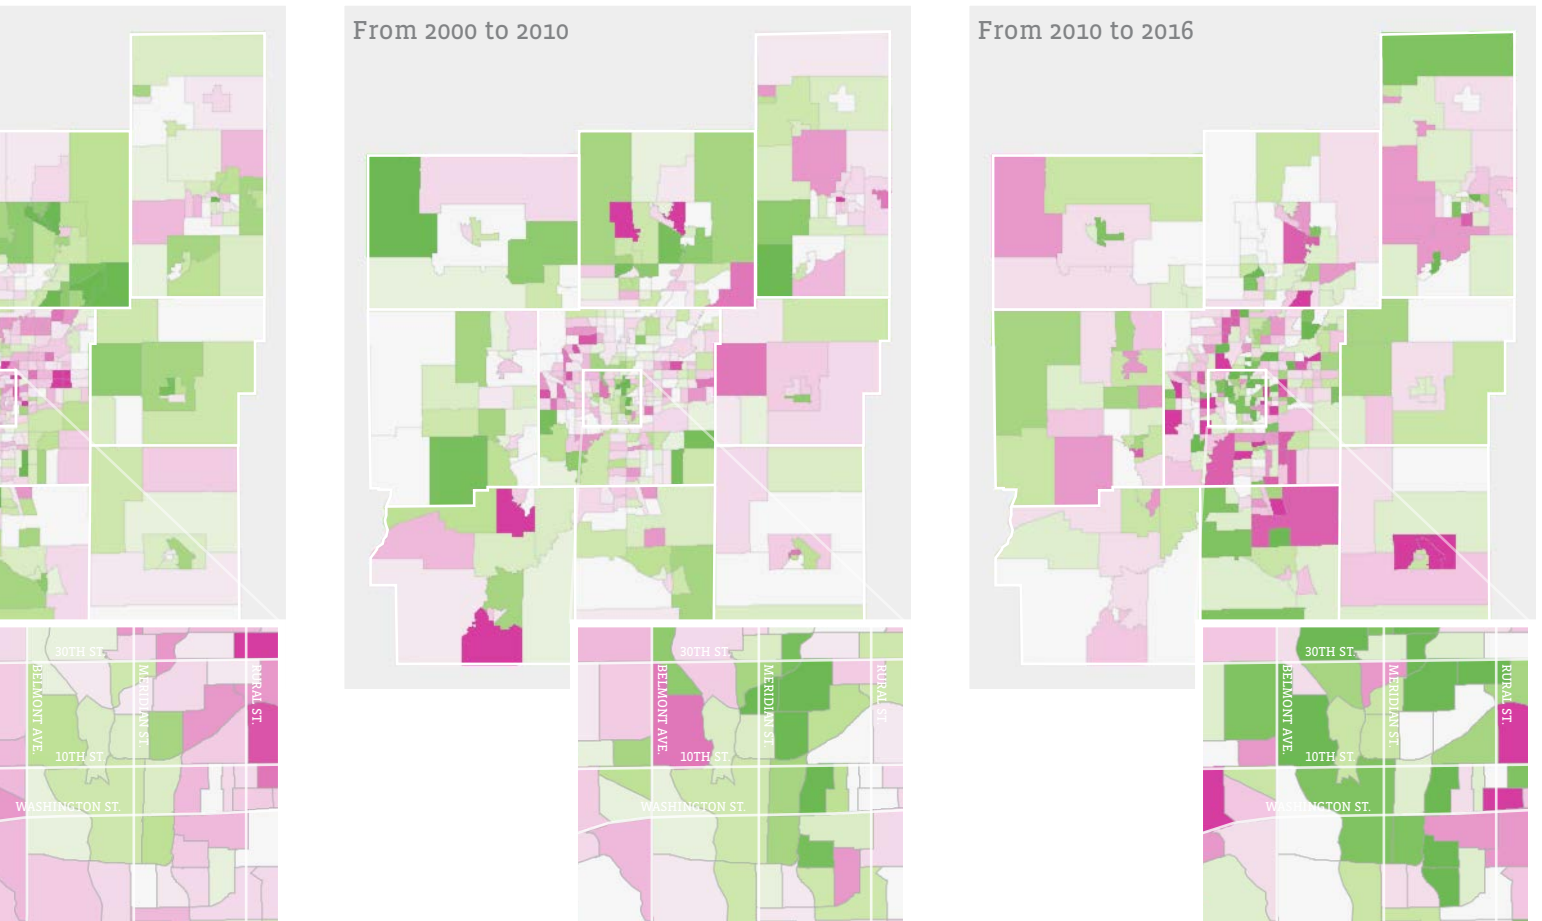 From 2000 to 2010
From 2010 to 2016
30TH ST.
BELMONT AVE.
MERIDIAN ST.
RURAL ST.
10TH ST.
WASHINGTON ST.
30TH ST.
BELMONT AVE.
MERIDIAN ST.
RURAL ST.
10TH ST.
WASHINGTON ST.
30TH ST.
BELMONT AVE.
MERIDIAN ST.
RURAL ST.
10TH ST.
WASHINGTON ST.